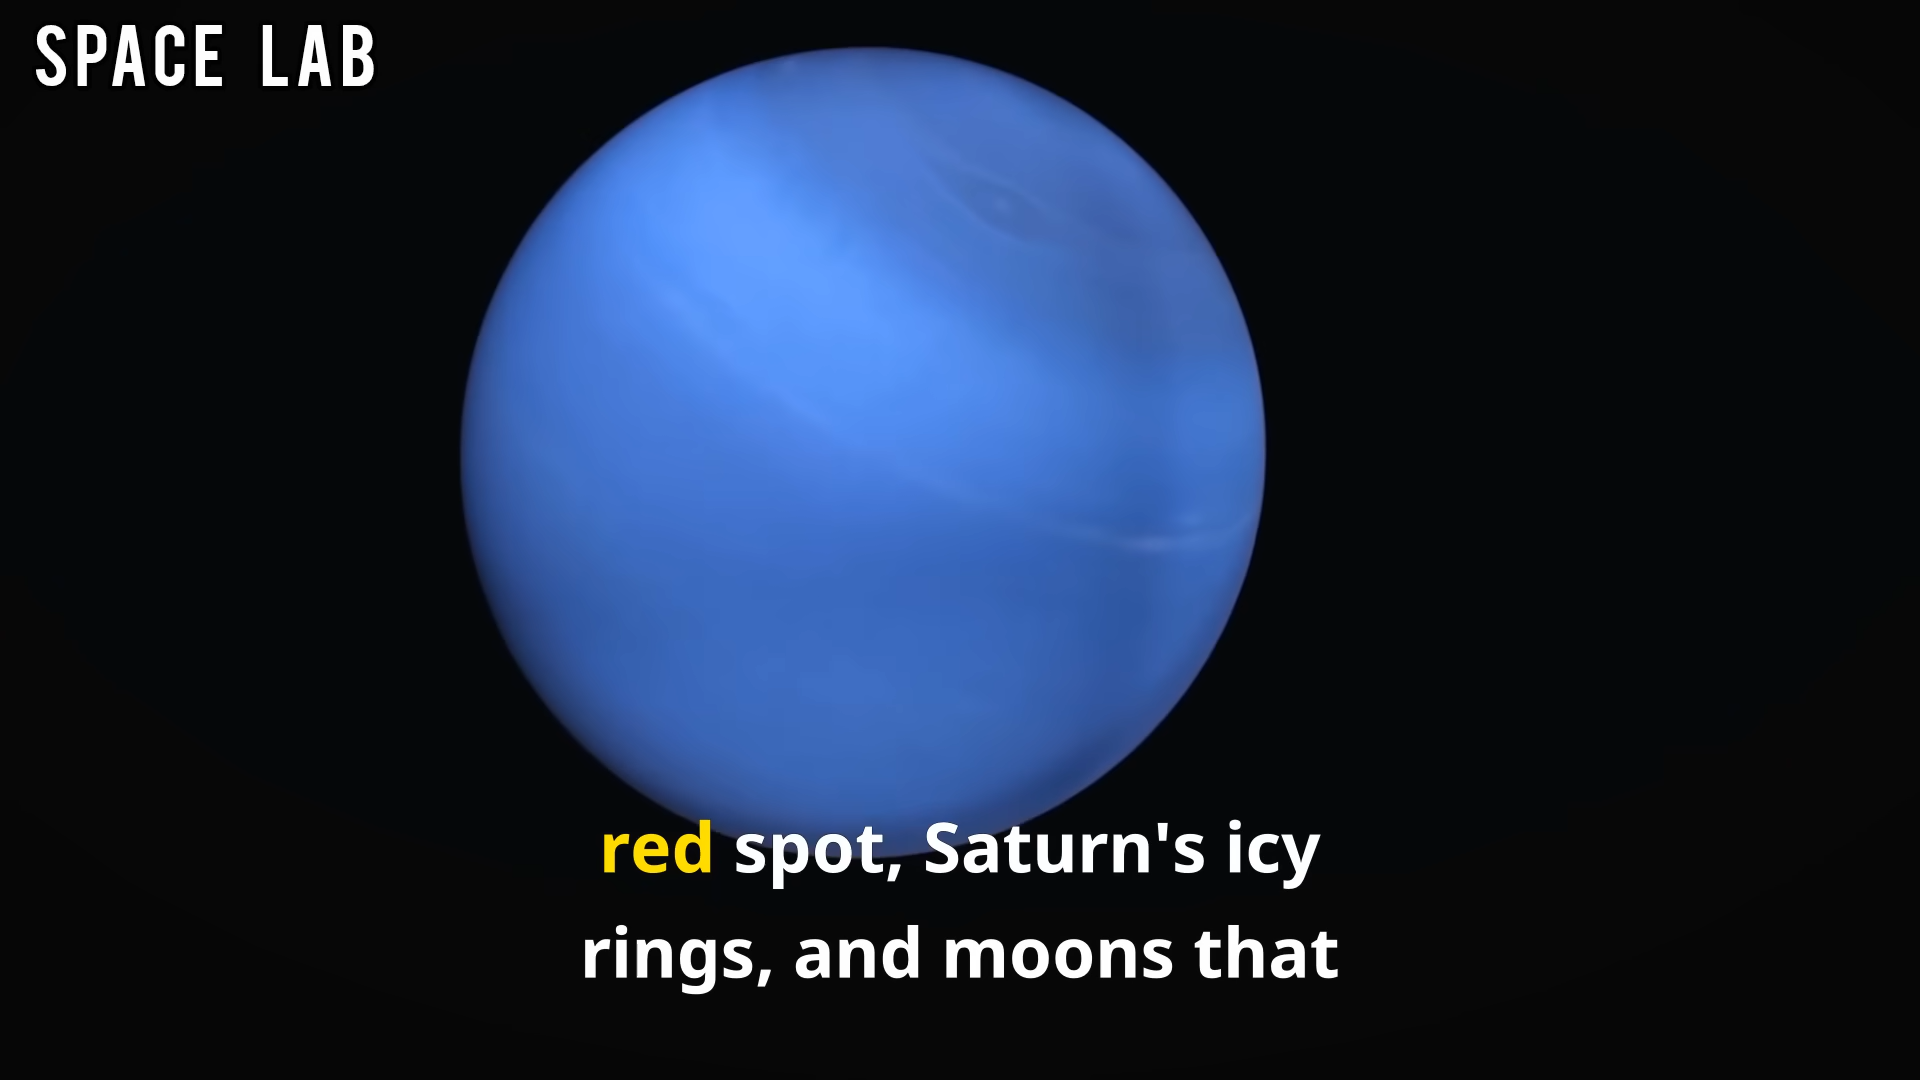 SPACE LAB
red spot, Saturn's icy
rings, and moons that